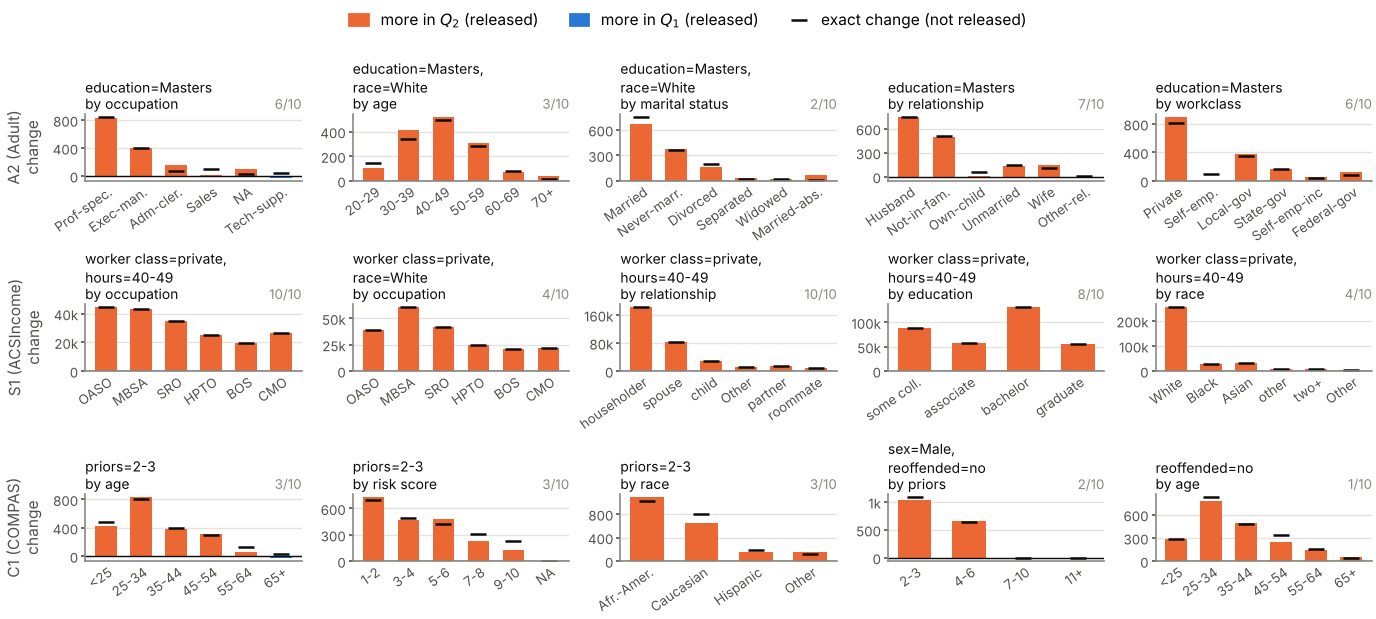 more in Q2 (released)
more in Q1 (released)
exact change (not released)
A2 (Adult)
change
education=Masters
by occupation
6/10
800
400
0
Prof-spec.
Exec-man.
Adm-cler.
Sales
NA
Tech-supp.
education=Masters,
race=White
by age
3/10
400
200
0
20-29
30-39
40-49
50-59
60-69
70+
education=Masters,
race=White
by marital status
2/10
600
300
0
Married
Never-marr.
Divorced
Separated
Widowed
Married-abs.
education=Masters
by relationship
7/10
600
300
0
Husband
Not-in-fam.
Own-child
Unmarried
Wife
Other-rel.
education=Masters
by workclass
6/10
800
400
0
Private
Self-emp.
Local-gov
State-gov
Self-emp-inc
Federal-gov
S1 (ACSIncome)
change
worker class=private,
hours=40-49
by occupation
10/10
40k
20k
0
OASO
MBSA
SRO
HPTO
BOS
CMO
worker class=private,
race=White
by occupation
4/10
50k
25k
0
OASO
MBSA
SRO
HPTO
BOS
CMO
worker class=private,
hours=40-49
by relationship
10/10
160k
80k
0
householder
spouse
child
Other
partner
roommate
worker class=private,
hours=40-49
by education
8/10
100k
50k
0
some coll.
associate
bachelor
graduate
worker class=private,
hours=40-49
by race
4/10
200k
100k
0
White
Black
Asian
other
two+
Other
C1 (COMPAS)
change
priors=2-3
by age
3/10
800
400
0
<25
25-34
35-44
45-54
55-64
65+
priors=2-3
by risk score
3/10
600
300
0
1-2
3-4
5-6
7-8
9-10
NA
priors=2-3
by race
3/10
800
400
0
Afr.-Amer.
Caucasian
Hispanic
Other
sex=Male,
reoffended=no
by priors
2/10
1k
500
0
2-3
4-6
7-10
11+
reoffended=no
by age
1/10
600
300
0
<25
25-34
35-44
45-54
55-64
65+